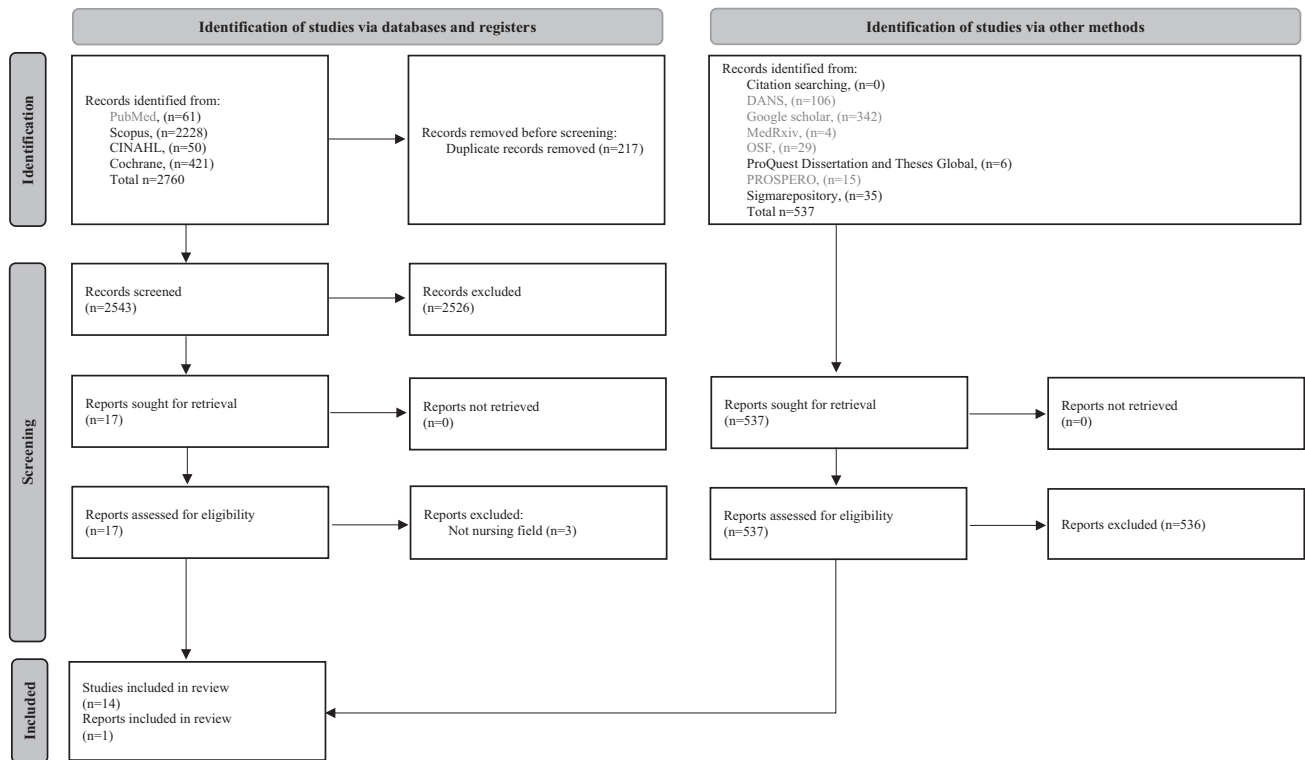 Identification of studies via databases and registers
Identification of studies via other methods
Identification
Records identified from:
PubMed, (n=61)
Scopus, (n=2228)
CINAHL, (n=50)
Cochrane, (n=421)
Total n=2760
Records removed before screening:
Duplicate records removed (n=217)
Records identified from:
Citation searching, (n=0)
DANS, (n=106)
Google scholar, (n=342)
MedRxiv, (n=4)
OSF, (n=29)
ProQuest Dissertation and Theses Global, (n=6)
PROSPERO, (n=15)
Sigmarepository, (n=35)
Total n=537
Screening
Records screened
(n=2543)
Records excluded
(n=2526)
Reports sought for retrieval
(n=17)
Reports not retrieved
(n=0)
Reports sought for retrieval
(n=537)
Reports not retrieved
(n=0)
Reports assessed for eligibility
(n=17)
Reports excluded:
Not nursing field (n=3)
Reports assessed for eligibility
(n=537)
Reports excluded (n=536)
Included
Studies included in review
(n=14)
Reports included in review
(n=1)